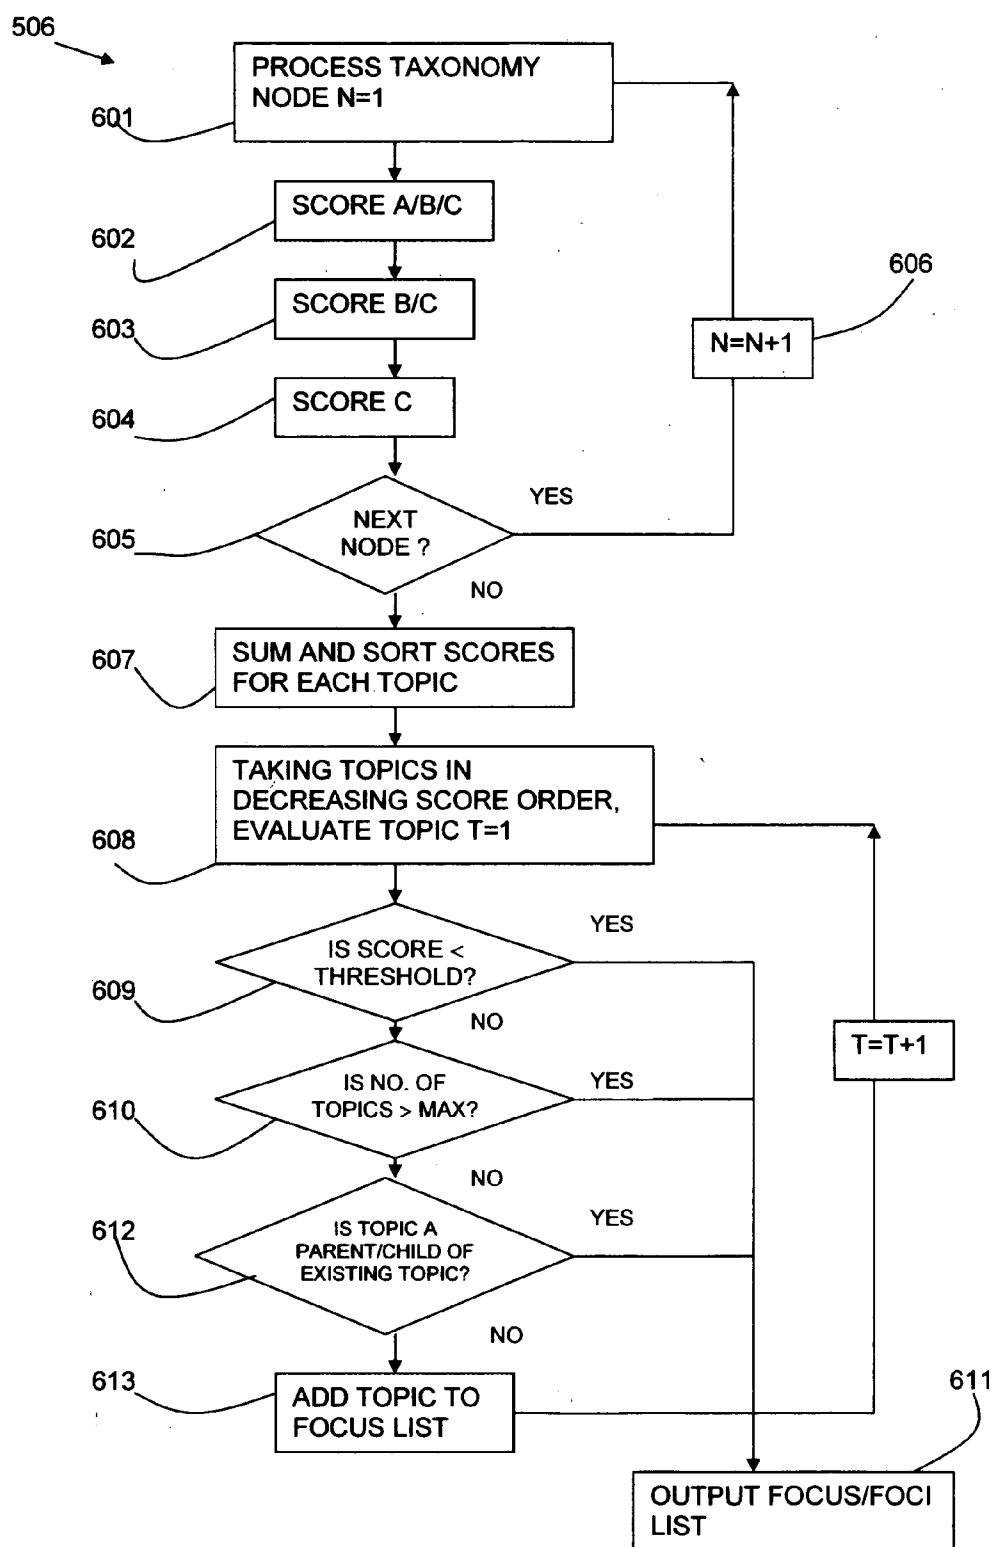 506
PROCESS TAXONOMY
NODE N=1
601
SCORE A/B/C
602
SCORE B/C
603
606
N=N+1
SCORE C
604
YES
NEXT
NODE ?
605
NO
SUM AND SORT SCORES
FOR EACH TOPIC
607
TAKING TOPICS IN
DECREASING SCORE ORDER,
EVALUATE TOPIC T=1
608
YES
IS SCORE <
THRESHOLD?
609
NO
T=T+1
IS NO. OF
TOPICS > MAX?
YES
610
NO
YES
IS TOPIC A
PARENT/CHILD OF
EXISTING TOPIC?
612
NO
613
ADD TOPIC TO
FOCUS LIST
611
OUTPUT FOCUS/FOCI
LIST